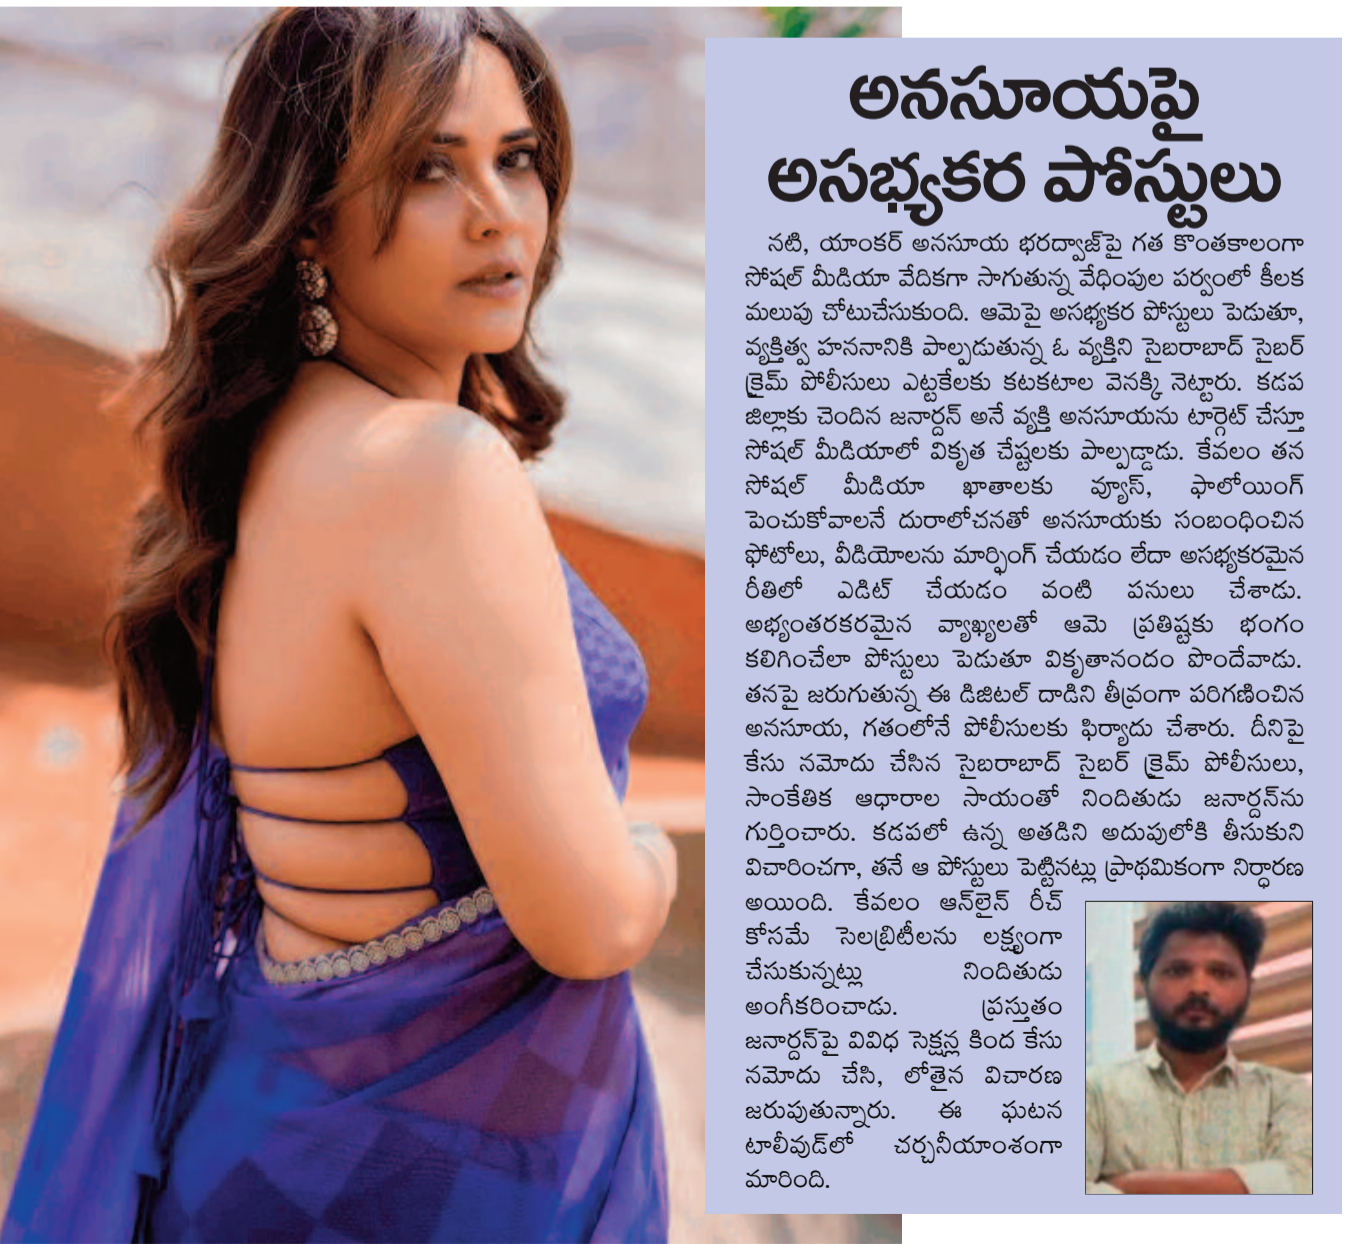 అనసూయపై
అసభ్యకర పోస్టులు
నటి, యాంకర్ అనసూయ భరద్వాజ్‌పై గత కొంతకాలంగా
సోషల్ మీడియా వేదికగా సాగుతున్న వేధింపుల పర్వంలో కీలక
మలుపు చోటుచేసుకుంది. ఆమెపై అసభ్యకర పోస్టులు పెడుతూ,
వ్యక్తిత్వ హననానికి పాల్పడుతున్న ఓ వ్యక్తిని సైబరాబాద్ సైబర్
క్రైమ్ పోలీసులు ఎట్టకేలకు కటకటాల వెనక్కి నెట్టారు. కడప
జిల్లాకు చెందిన జనార్దన్ అనే వ్యక్తి అనసూయను టార్గెట్ చేస్తూ
సోషల్ మీడియాలో వికృత చేష్టలకు పాల్పడ్డాడు. కేవలం తన
సోషల్ మీడియా ఖాతాలకు వ్యూస్, ఫాలోయింగ్
పెంచుకోవాలనే దురాలోచనతో అనసూయకు సంబంధించిన
ఫోటోలు, వీడియోలను మార్ఫింగ్ చేయడం లేదా అసభ్యకరమైన
రీతిలో ఎడిట్ చేయడం వంటి పనులు చేశాడు.
అభ్యంతరకరమైన వ్యాఖ్యలతో ఆమె ప్రతిష్టకు భంగం
కలిగించేలా పోస్టులు పెడుతూ వికృతానందం పొందేవాడు.
తనపై జరుగుతున్న ఈ డిజిటల్ దాడిని తీవ్రంగా పరిగణించిన
అనసూయ, గతంలోనే పోలీసులకు ఫిర్యాదు చేశారు. దీనిపై
కేసు నమోదు చేసిన సైబరాబాద్ సైబర్ క్రైమ్ పోలీసులు,
సాంకేతిక ఆధారాల సాయంతో నిందితుడు జనార్దన్‌ను
గుర్తించారు. కడపలో ఉన్న అతడిని అదుపులోకి తీసుకుని
విచారించగా, తనే ఆ పోస్టులు పెట్టినట్లు ప్రాథమికంగా నిర్ధారణ
అయింది. కేవలం ఆన్‌లైన్ రీచ్
కోసమే సెలబ్రిటీలను లక్ష్యంగా
చేసుకున్నట్లు నిందితుడు
అంగీకరించాడు. ప్రస్తుతం
జనార్దన్‌పై వివిధ సెక్షన్ల కింద కేసు
నమోదు చేసి, లోతైన విచారణ
జరుపుతున్నారు. ఈ ఘటన
టాలీవుడ్‌లో చర్చనీయాంశంగా
మారింది.